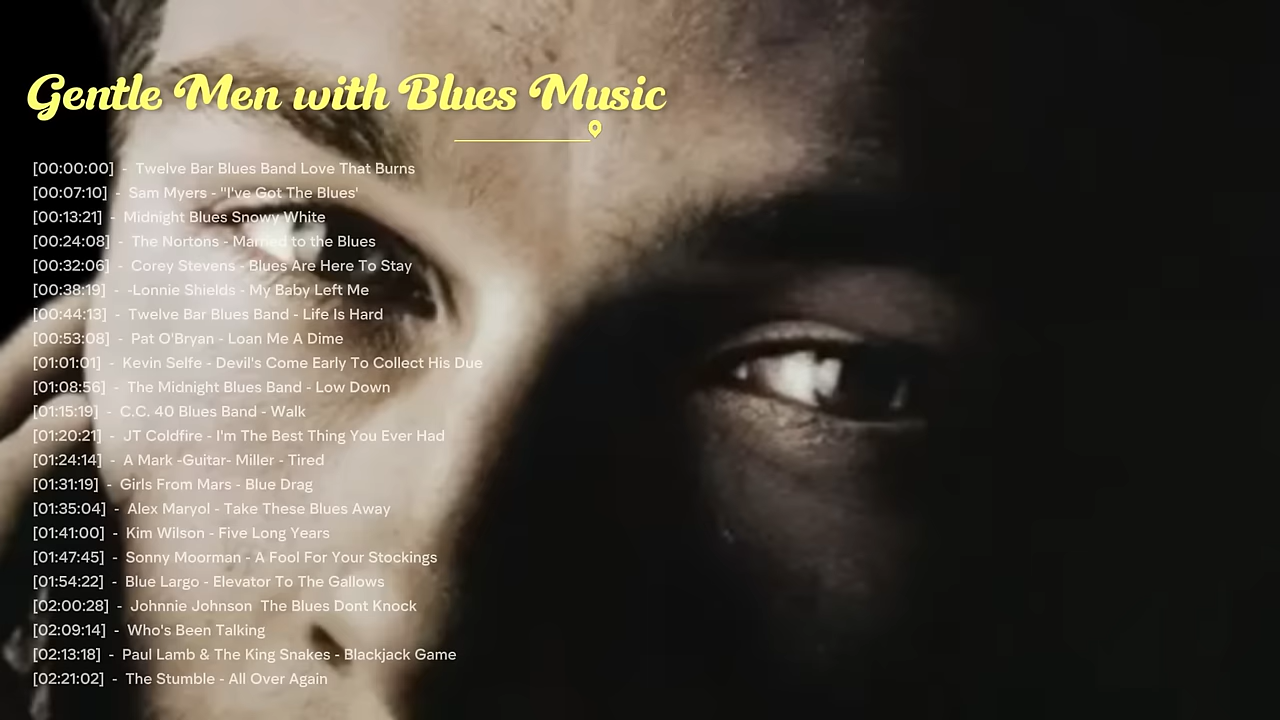 Gentle Men with Blues Music
[00:00:00] - Twelve Bar Blues Band Love That Burns
[00:07:10] - Sam Myers - "I've Got The Blues'
[00:13:21] - Midnight Blues Snowy White
[00:24:08] - The Nortons - Married to the Blues
[00:32:06] - Corey Stevens - Blues Are Here To Stay
[00:38:19] - -Lonnie Shields - My Baby Left Me
[00:44:13] - Twelve Bar Blues Band - Life Is Hard
[00:53:08] - Pat O'Bryan - Loan Me A Dime
[01:01:01] - Kevin Selfe - Devil's Come Early To Collect His Due
[01:08:56] - The Midnight Blues Band - Low Down
[01:15:19] - C.C. 40 Blues Band - Walk
[01:20:21] - JT Coldfire - I'm The Best Thing You Ever Had
[01:24:14] - A Mark -Guitar- Miller - Tired
[01:31:19] - Girls From Mars - Blue Drag
[01:35:04] - Alex Maryol - Take These Blues Away
[01:41:00] - Kim Wilson - Five Long Years
[01:47:45] - Sonny Moorman - A Fool For Your Stockings
[01:54:22] - Blue Largo - Elevator To The Gallows
[02:00:28] - Johnnie Johnson The Blues Dont Knock
[02:09:14] - Who's Been Talking
[02:13:18] - Paul Lamb & The King Snakes - Blackjack Game
[02:21:02] - The Stumble - All Over Again